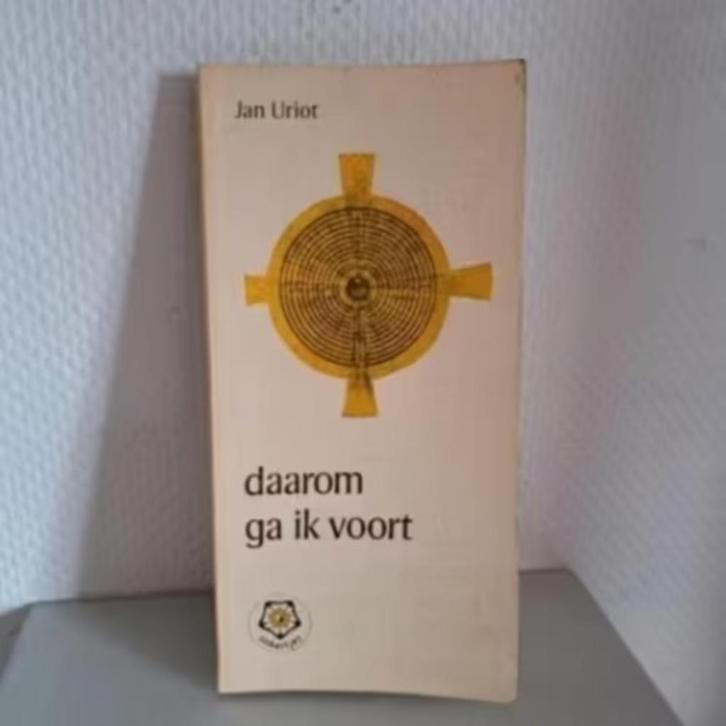 Jan Uriot
daarom
ga ik voort